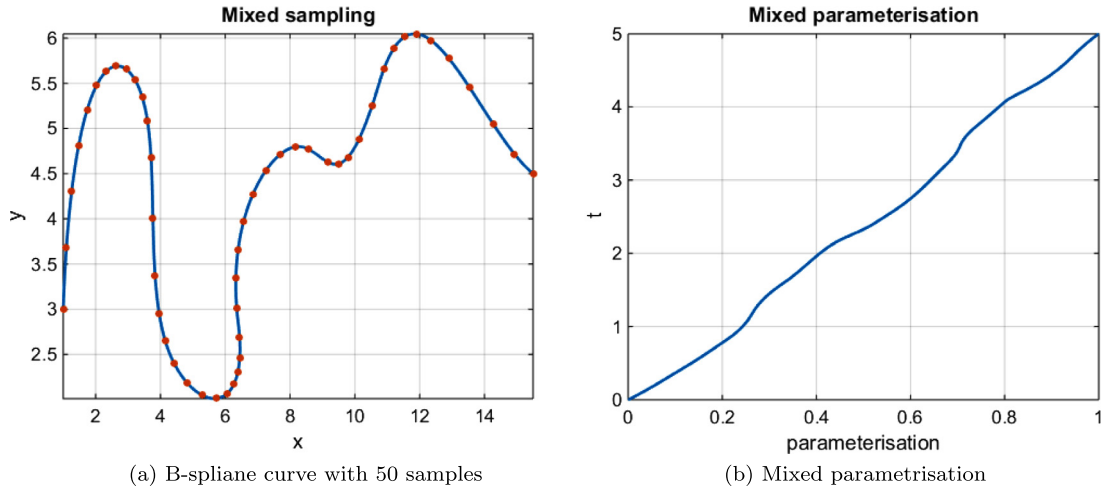 Mixed sampling
6
5.5
5
4.5
4
3.5
3
2.5
y
2 4 6 8 10 12 14
x
(a) B-spliane curve with 50 samples
Mixed parameterisation
5
4
3
2
1
0
t
0 0.2 0.4 0.6 0.8 1
parameterisation
(b) Mixed parametrisation